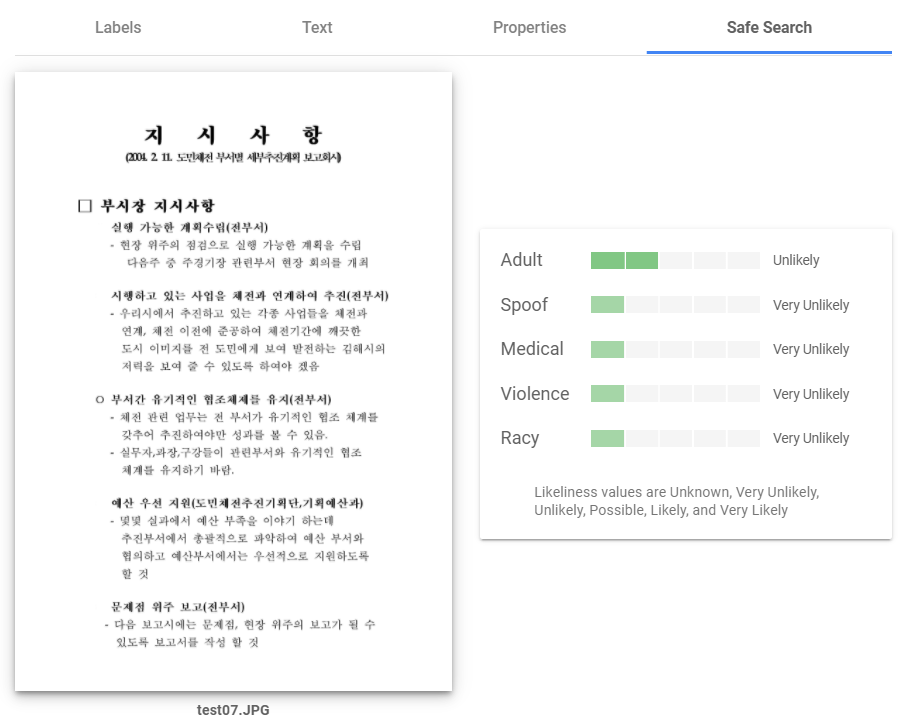 Labels
Text
Properties
Safe Search
지 시 사 항
(2004. 2. 11. 도민체전 부서별 세부추진계획 보고회시)
□ 부시장 지시사항
실행 가능한 계획수립(전부서)
- 현장 위주의 점검으로 실행 가능한 계획을 수립
다음주 중 주경기장 관련부서 현장 회의를 개최
시행하고 있는 사업을 체전과 연계하여 추진(전부서)
- 우리시에서 추진하고 있는 각종 사업들을 체전과
연계, 체전 이전에 준공하여 체전기간에 깨끗한
도시 이미지를 전 도민에게 보여 발전하는 김해시의
저력을 보여 줄 수 있도록 하여야 겠음
○ 부서간 유기적인 협조체제를 유지(전부서)
- 체전 관련 업무는 전 부서가 유기적인 협조 체계를
갖추어 추진하여야만 성과를 볼 수 있음.
- 실무자,과장,구강들이 관련부서와 유기적인 협조
체계를 유지하기 바람.
예산 우선 지원(도민체전추진기획단,기획예산과)
- 몇몇 실과에서 예산 부족을 이야기 하는데
추진부서에서 총괄적으로 파악하여 예산 부서와
협의하고 예산부서에서는 우선적으로 지원하도록
할 것
문제점 위주 보고(전부서)
- 다음 보고시에는 문제점, 현장 위주의 보고가 될 수
있도록 보고서를 작성 할 것
test07.JPG
Adult
Unlikely
Spoof
Very Unlikely
Medical
Very Unlikely
Violence
Very Unlikely
Racy
Very Unlikely
Likeliness values are Unknown, Very Unlikely,
Unlikely, Possible, Likely, and Very Likely